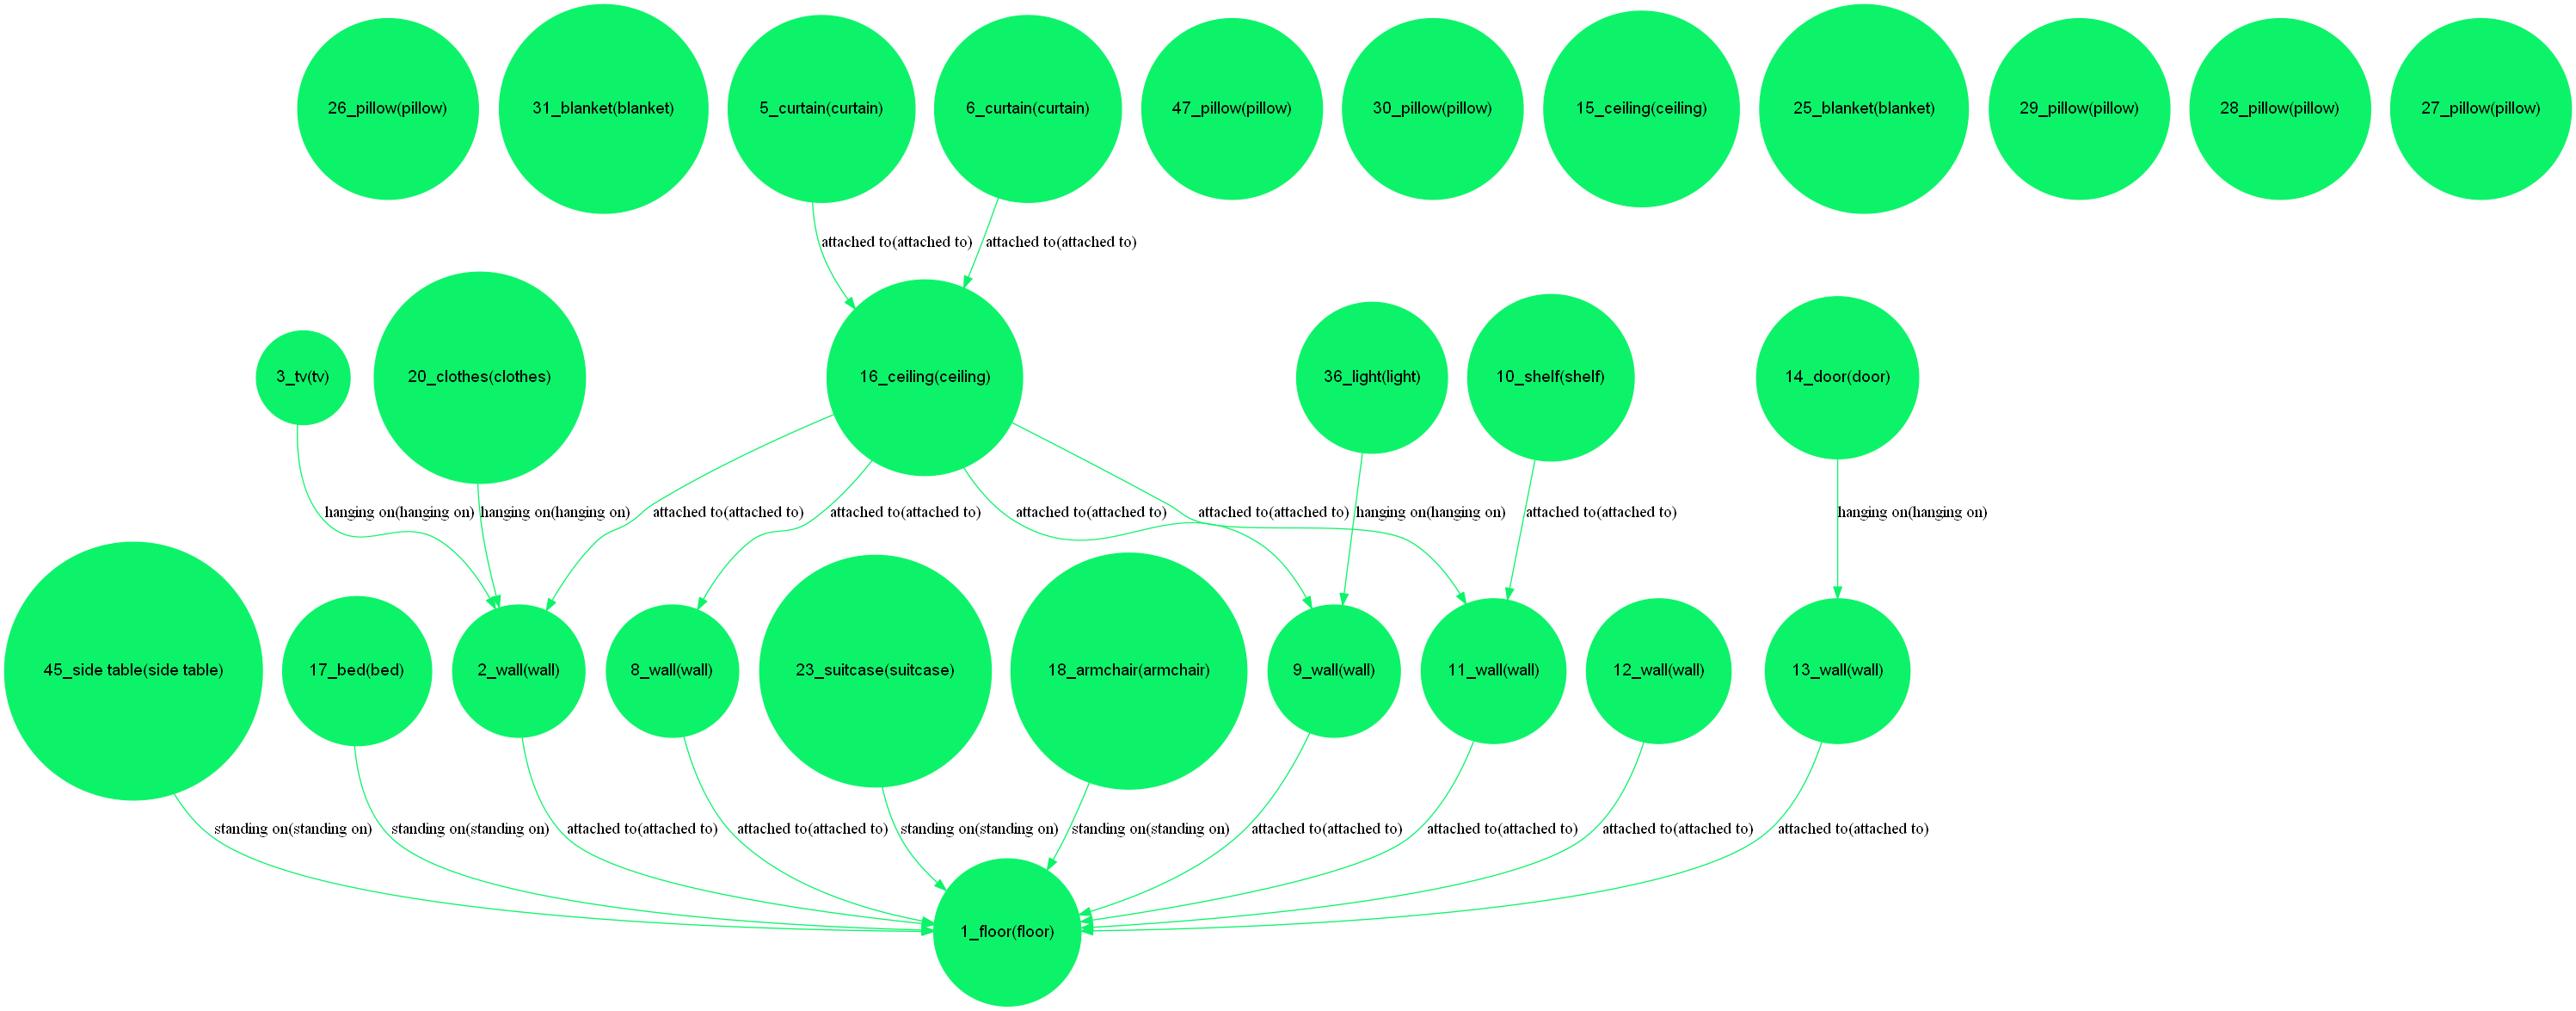 26_pillow(pillow)
31_blanket(blanket)
5_curtain(curtain)
6_curtain(curtain)
47_pillow(pillow)
30_pillow(pillow)
15_ceiling(ceiling)
25_blanket(blanket)
29_pillow(pillow)
28_pillow(pillow)
27_pillow(pillow)
attached to(attached to)
attached to(attached to)
3_tv(tv)
20_clothes(clothes)
16_ceiling(ceiling)
36_light(light)
10_shelf(shelf)
14_door(door)
hanging on(hanging on)
hanging on(hanging on)
attached to(attached to)
attached to(attached to)
attached to(attached to)
attached to(attached to)
hanging on(hanging on)
attached to(attached to)
hanging on(hanging on)
45_side table(side table)
17_bed(bed)
2_wall(wall)
8_wall(wall)
23_suitcase(suitcase)
18_armchair(armchair)
9_wall(wall)
11_wall(wall)
12_wall(wall)
13_wall(wall)
standing on(standing on)
standing on(standing on)
attached to(attached to)
attached to(attached to)
standing on(standing on)
standing on(standing on)
attached to(attached to)
attached to(attached to)
attached to(attached to)
attached to(attached to)
1_floor(floor)